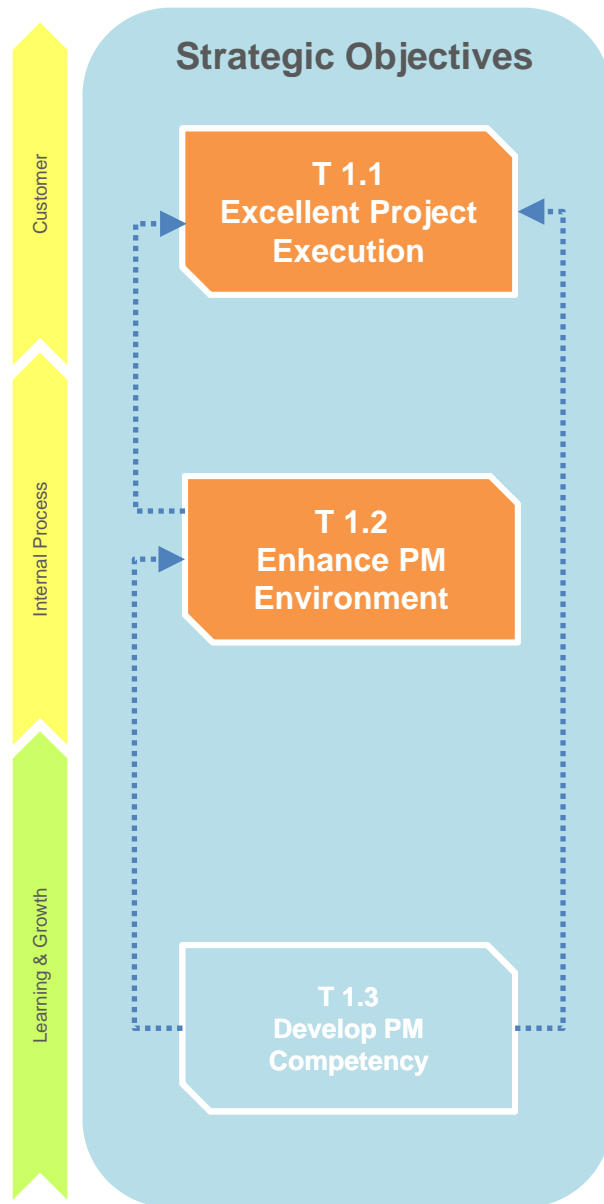 Strategic Objectives
Customer
T 1.1
Excellent Project
Execution
Internal Process
T 1.2
Enhance PM
Environment
Learning & Growth
T 1.3
Develop PM
Competency